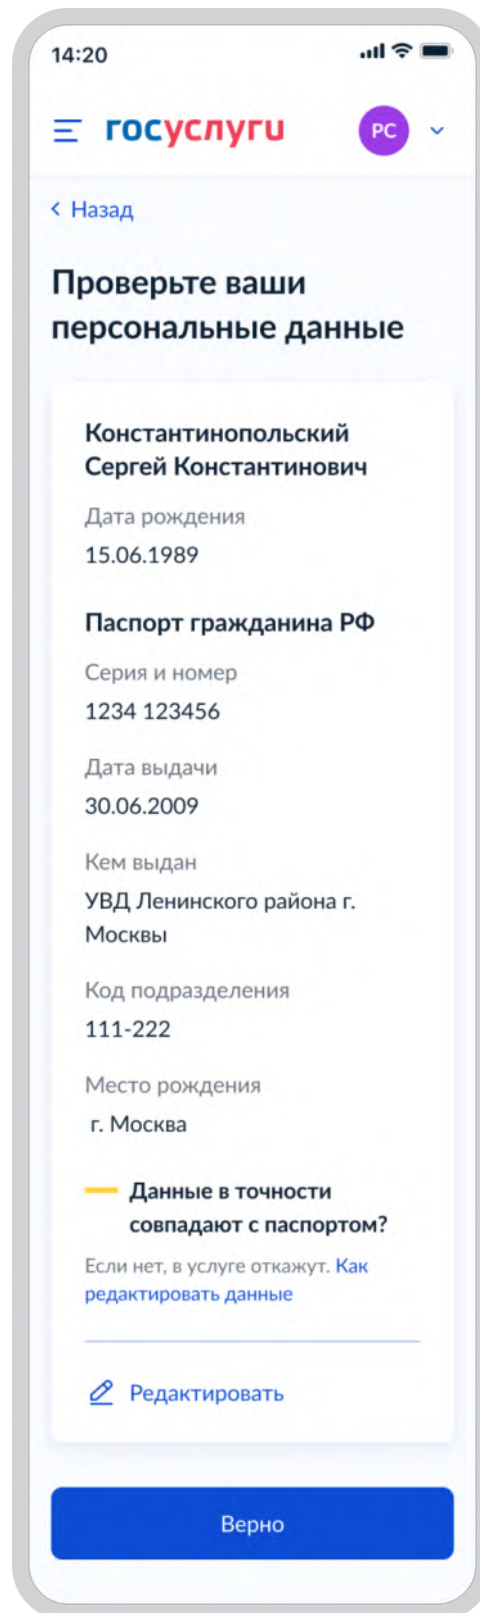 14:20
госуслуги
РС
Назад
Проверьте ваши
персональные данные
Константинопольский
Сергей Константинович
Дата рождения
15.06.1989
Паспорт гражданина РФ
Серия и номер
1234 123456
Дата выдачи
30.06.2009
Кем выдан
УВД Ленинского района г.
Москвы
Код подразделения
111-222
Место рождения
г. Москва
Данные в точности
совпадают с паспортом?
Если нет, в услуге откажут. Как
редактировать данные
Редактировать
Верно